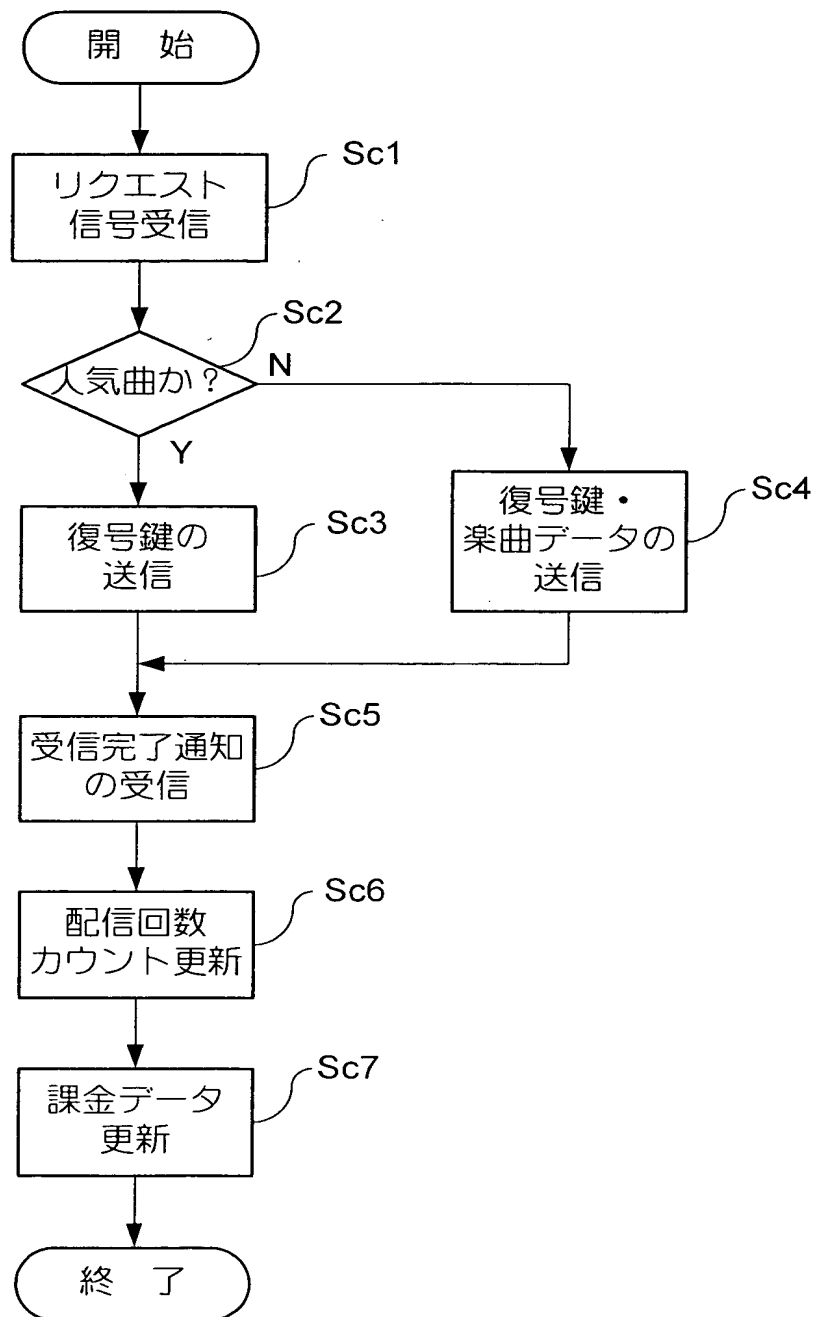 開 始
Sc1
リクエスト
信号受信
Sc2
人気曲か?
N
Y
復号鍵の
送信
Sc3
復号鍵・
楽曲データの
送信
Sc4
受信完了通知
の受信
Sc5
配信回数
カウント更新
Sc6
課金データ
更新
Sc7
終 了